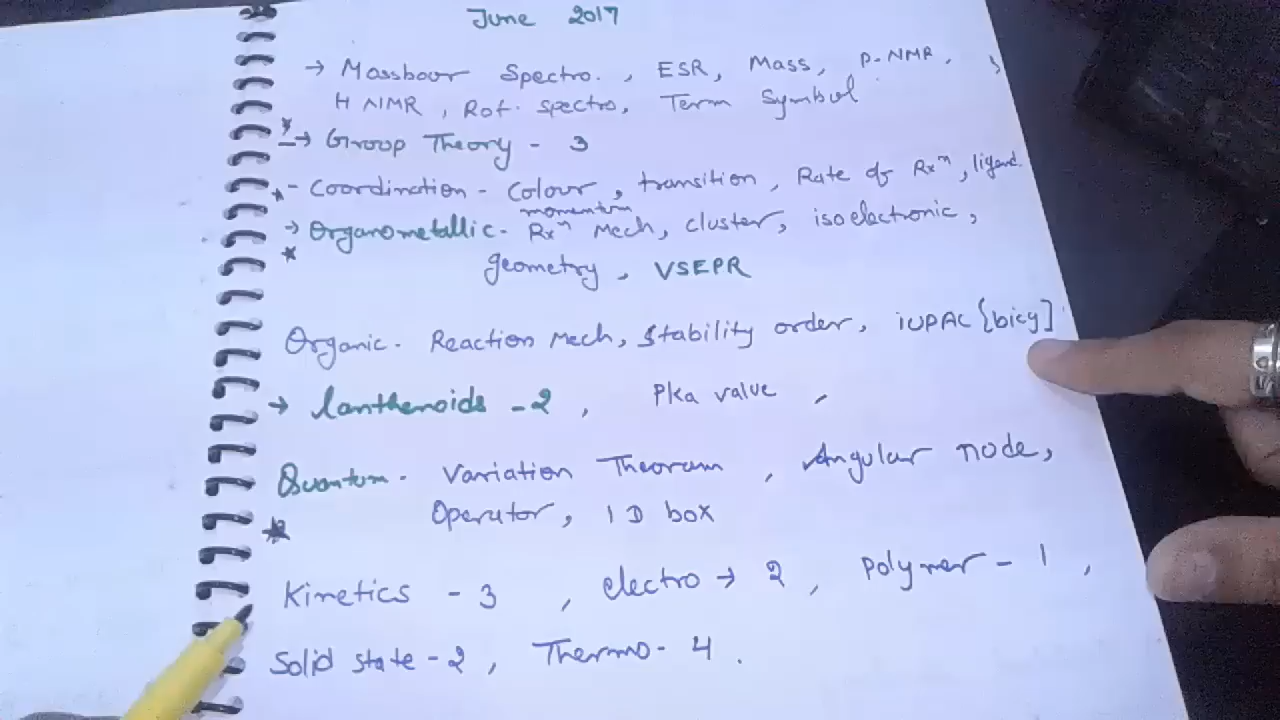 June 2017
→ Massbour Spectro. , ESR, Mass, P-NMR, ,
H NMR, Rot. spectro, Term Symbol
→ Group Theory - 3
- Coordination - Colour, transition, Rate of Rxⁿ, ligand.
momentum
→ Organometallic. Rxⁿ Mech, cluster, isoelectronic,
geometry, VSEPR
Organic. Reaction Mech, Stability order, iUPAC {bicy]
→ lanthenoids - 2, Pka value ,
Quantum. Variation Theoram , Angular node,
Operator, 1 D box
Kinetics - 3 , electro → 2 , Polymer - 1 ,
Solid state - 2, Thermo - 4 .